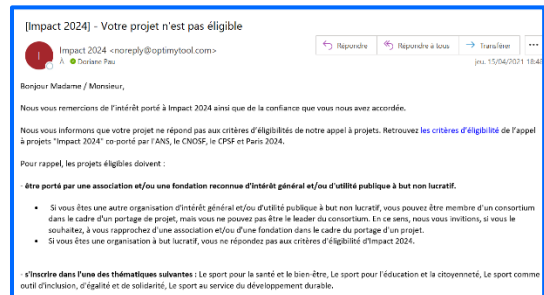 [Impact 2024] - Votre projet n'est pas éligible
Impact 2024 <noreply@optimytool.com>
À Doriane Pau
Répondre
Répondre à tous
Transférer
...
jeu. 15/04/2021 18:48
Bonjour Madame / Monsieur,
Nous vous remercions de l'intérêt porté à Impact 2024 ainsi que de la confiance que vous nous avez accordée.
Nous vous informons que votre projet ne répond pas aux critères d'éligibilités de notre appel à projets. Retrouvez les critères d'éligibilité de l'appel
à projets "Impact 2024" co-porté par l'ANS, le CNOSF, le CPSF et Paris 2024.
Pour rappel, les projets éligibles doivent :
- être porté par une association et/ou une fondation reconnue d'intérêt général et/ou d'utilité publique à but non lucratif.
• Si vous êtes une autre organisation d'intérêt général et/ou d'utilité publique à but non lucratif, vous pouvez être membre d'un consortium
dans le cadre d'un portage de projet, mais vous ne pouvez pas être le leader du consortium. En ce sens, nous vous invitons, si vous le
souhaitez, à vous rapprochez d'une association et/ou d'une fondation dans le cadre du portage d'un projet.
• Si vous êtes une organisation à but lucratif, vous ne répondez pas aux critères d'éligibilité d'Impact 2024.
- s'inscrire dans l'une des thématiques suivantes : Le sport pour la santé et le bien-être, Le sport pour l'éducation et la citoyenneté, Le sport comme
outil d'inclusion, d'égalité et de solidarité, Le sport au service du développement durable.